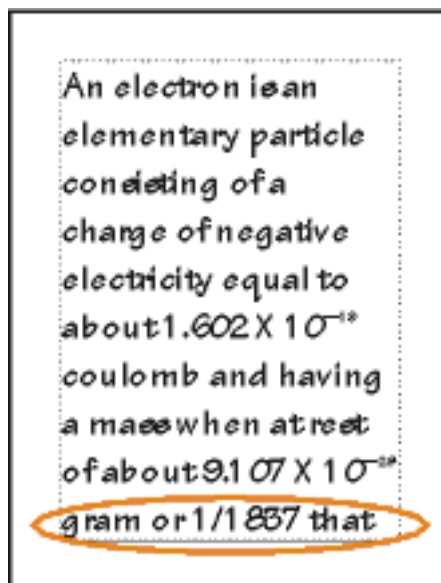 An electron is an
elementary particle
consisting of a
charge of negative
electricity equal to
about 1.602 X 10
coulomb and having
a mass when at rest
of about 9.107 X 10
gram or 1/1837 that